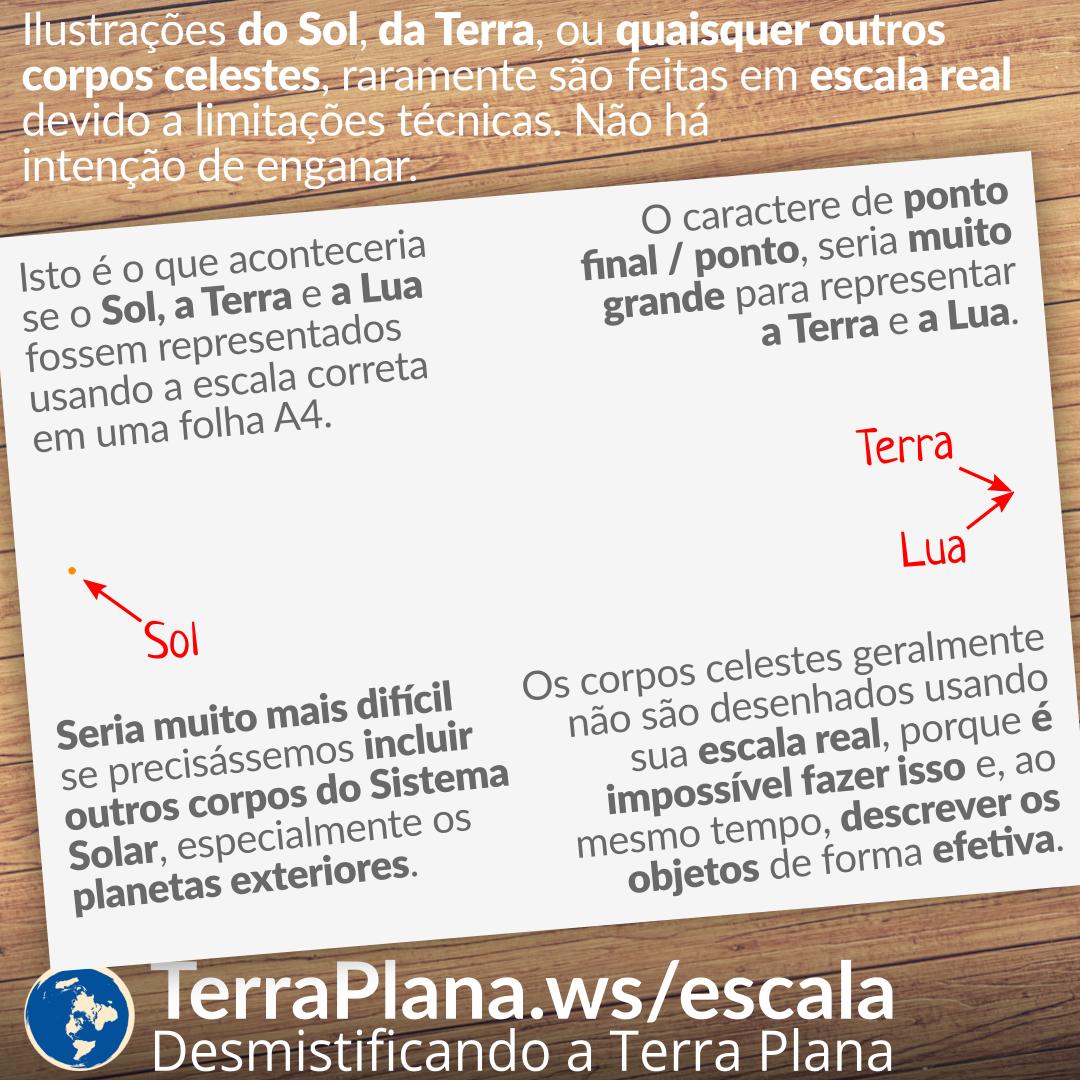 Ilustrações do Sol, da Terra, ou quaisquer outros
corpos celestes, raramente são feitas em escala real
devido a limitações técnicas. Não há
intenção de enganar.
Isto é o que aconteceria
se o Sol, a Terra e a Lua
fossem representados
usando a escala correta
em uma folha A4.
O caractere de ponto
final / ponto, seria muito
grande para representar
a Terra e a Lua.
Terra
Lua
Sol
Seria muito mais difícil
se precisássemos incluir
outros corpos do Sistema
Solar, especialmente os
planetas exteriores.
Os corpos celestes geralmente
não são desenhados usando
sua escala real, porque é
impossível fazer isso e, ao
mesmo tempo, descrever os
objetos de forma efetiva.
TerraPlana.ws/escala
Desmistificando a Terra Plana